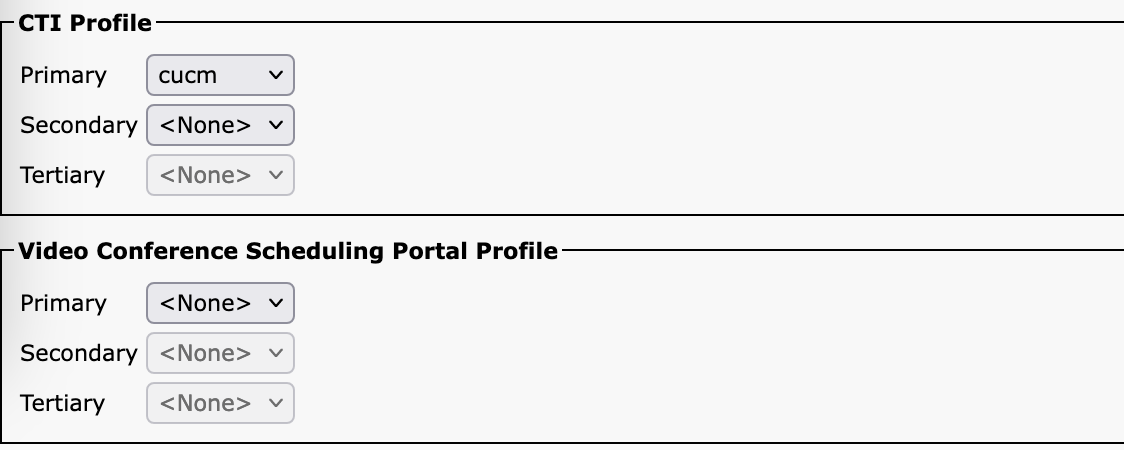 CTI Profile
Primary cucm
Secondary <None>
Tertiary <None>
Video Conference Scheduling Portal Profile
Primary <None>
Secondary <None>
Tertiary <None>